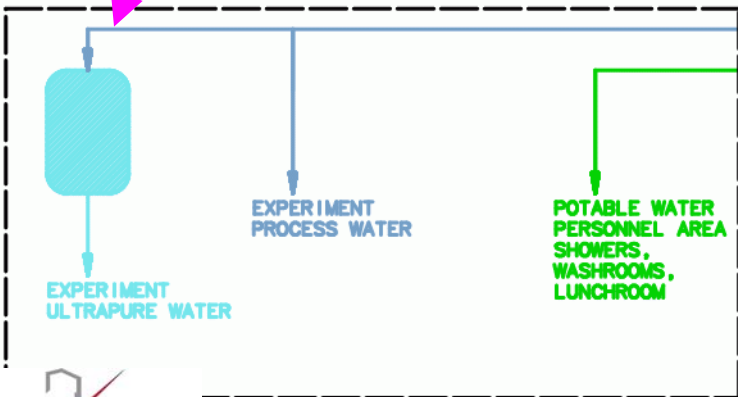 EXPERIMENT
PROCESS WATER
POTABLE WATER
PERSONNEL AREA
SHOWERS,
WASHROOMS,
LUNCHROOM
EXPERIMENT
ULTRAPURE WATER